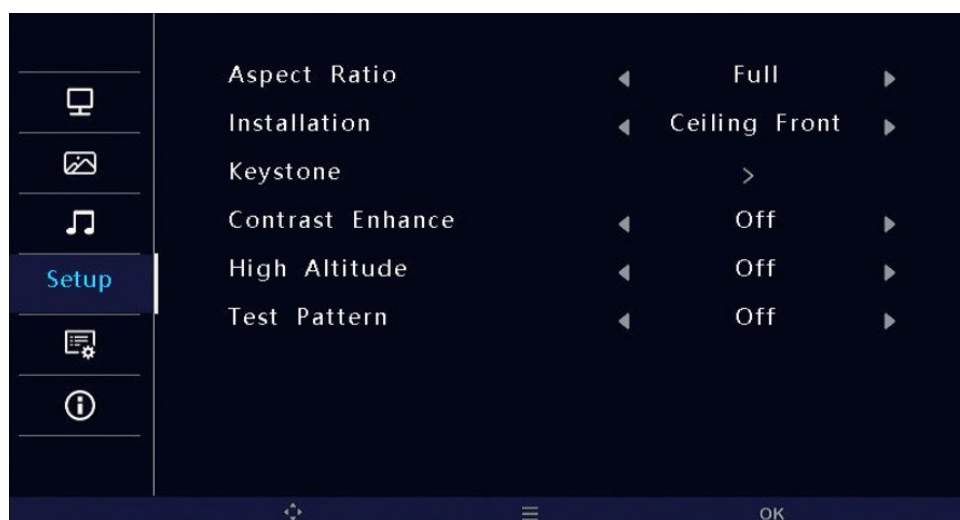 Setup
Aspect Ratio Full
Installation Ceiling Front
Keystone >
Contrast Enhance Off
High Altitude Off
Test Pattern Off
OK